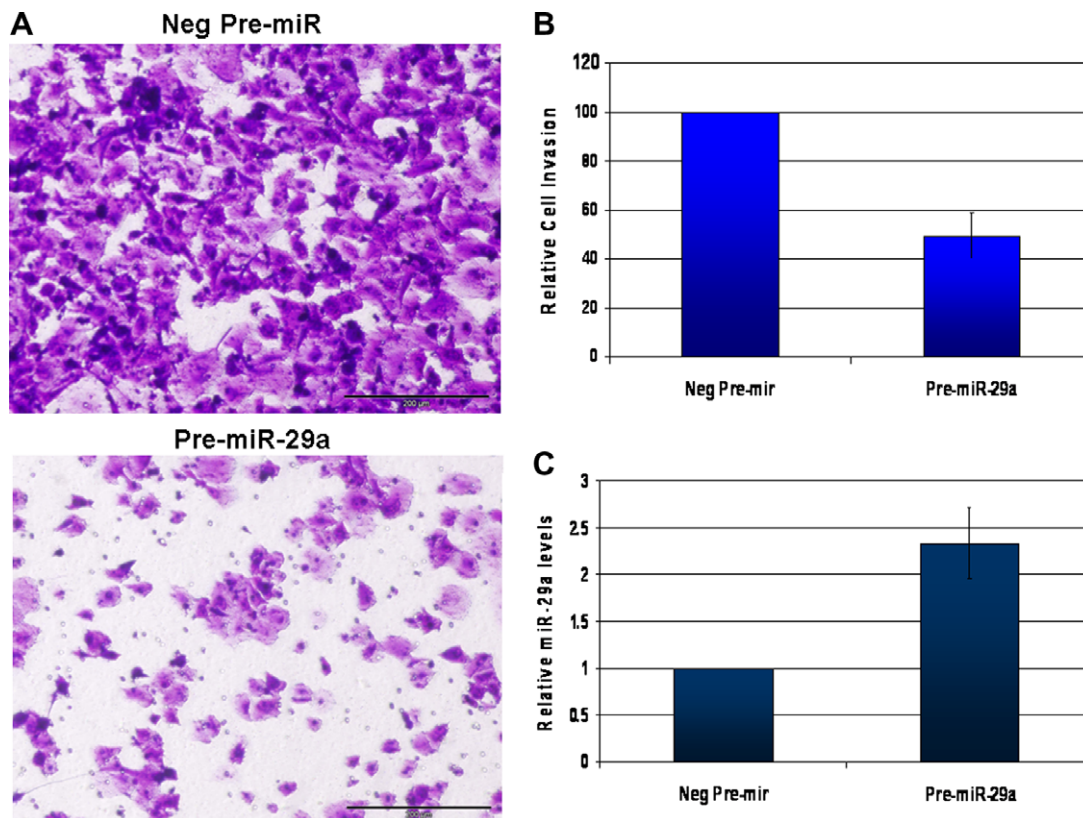 A
Neg Pre-miR
200 µm
Pre-miR-29a
B
120
100
80
60
40
20
0
Relative Cell Invasion
Neg Pre-mir
Pre-miR-29a
C
3
2.5
2
1.5
1
0.5
0
Relative miR-29a levels
Neg Pre-mir
Pre-miR-29a